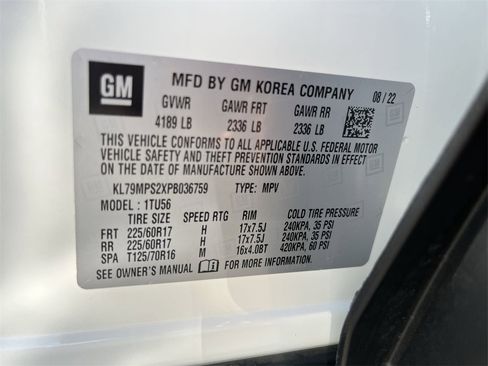 GM
MFD BY GM KOREA COMPANY
GVWR GAWR FRT GAWR RR 08/22
4189 LB 2336 LB 2336 LB
THIS VEHICLE CONFORMS TO ALL APPLICABLE U.S. FEDERAL MOTOR
VEHICLE SAFETY AND THEFT PREVENTION STANDARDS IN EFFECT
ON THE DATE OF MANUFACTURE SHOWN ABOVE.
KL79MPS2XPB036759 TYPE: MPV
MODEL : 1TU56
TIRE SIZE SPEED RTG RIM COLD TIRE PRESSURE
FRT 225/60R17 H 17x7.5J 240KPA, 35 PSI
RR 225/60R17 H 17x7.5J 240KPA, 35 PSI
SPA T125/70R16 M 16x4.0BT 420KPA, 60 PSI
SEE OWNER'S MANUAL FOR MORE INFORMATION.